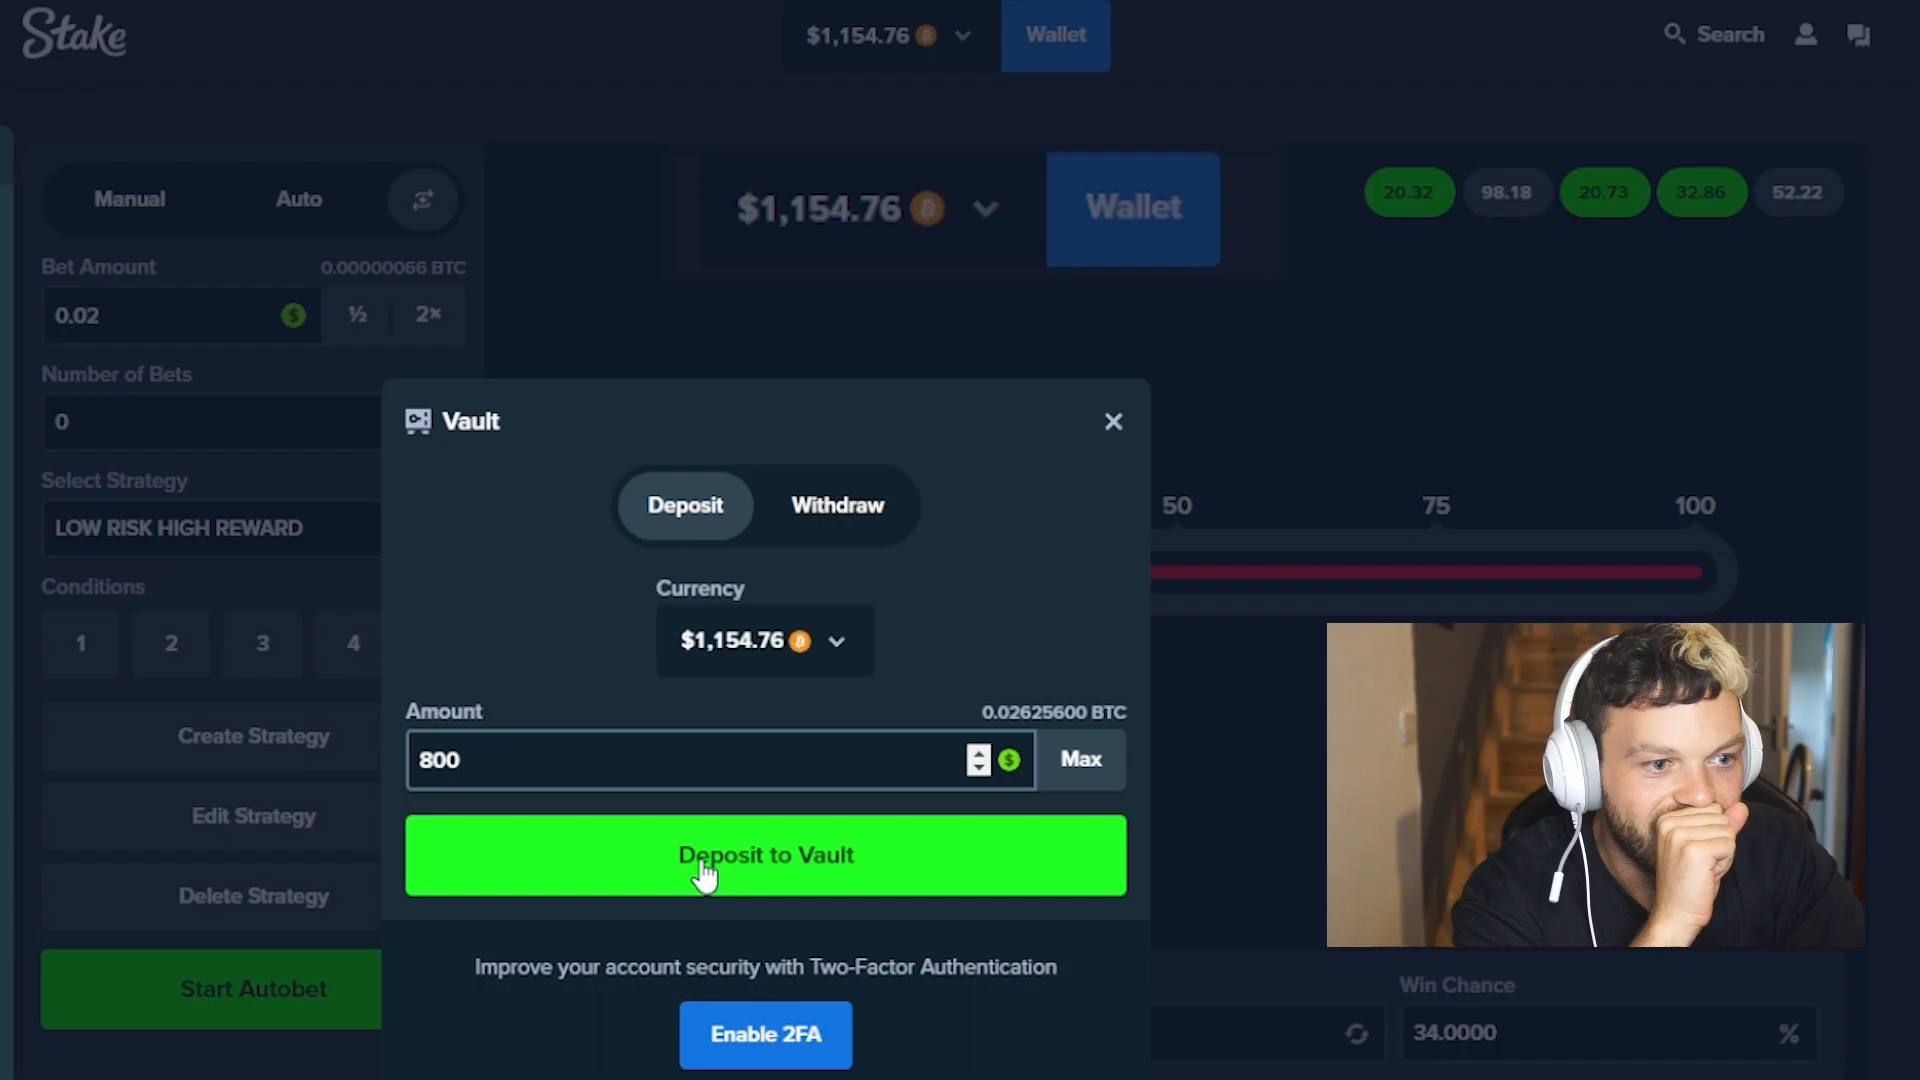 Stake
$1,154.76
Wallet
Search
Manual
Auto
$1,154.76
Wallet
20.32
98.18
20.73
32.86
52.22
Bet Amount
0.00000066 BTC
0.02
½
2×
Number of Bets
0
Vault
Select Strategy
Deposit
Withdraw
50
75
100
LOW RISK HIGH REWARD
Conditions
Currency
1
2
3
4
$1,154.76
Amount
0.02625600 BTC
Create Strategy
800
Max
Edit Strategy
Deposit to Vault
Delete Strategy
Improve your account security with Two-Factor Authentication
Start Autobet
Enable 2FA
Win Chance
34.0000
%